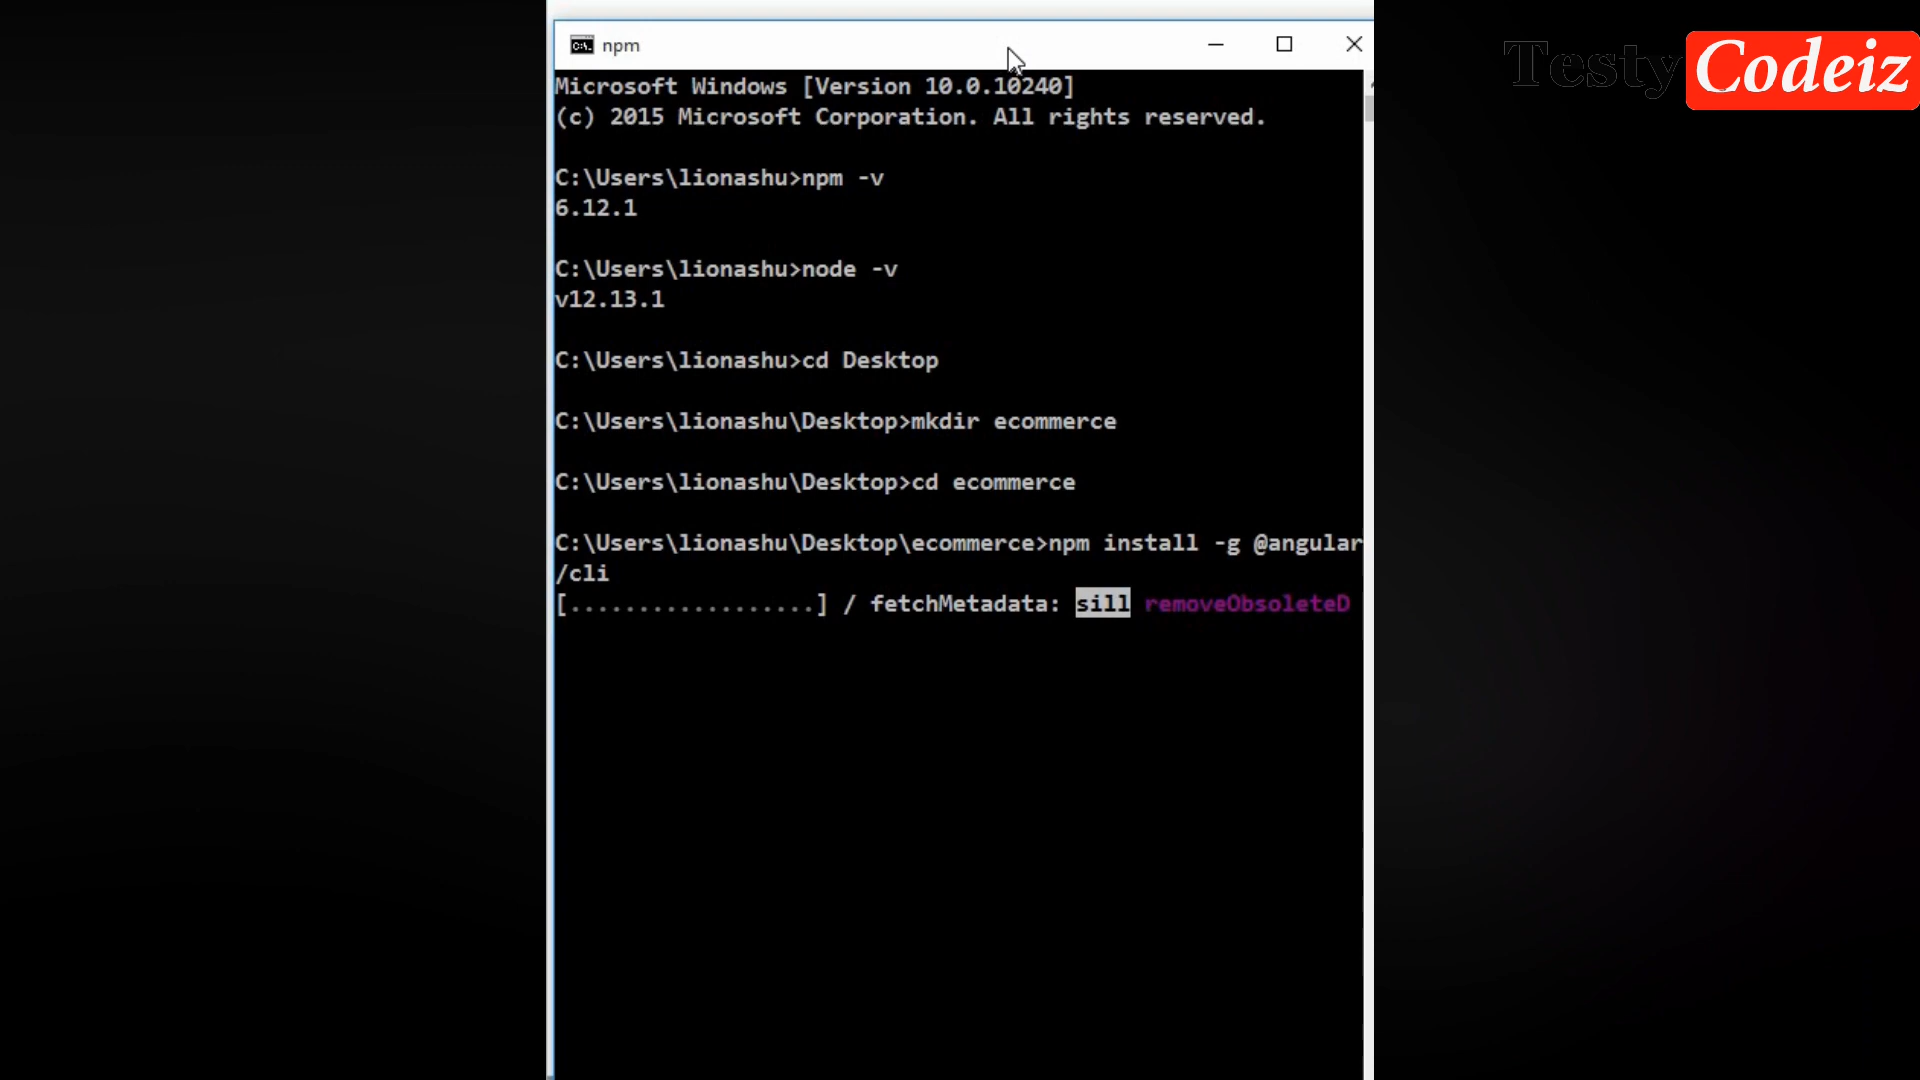 npm
Testy Codeiz
Microsoft Windows [Version 10.0.10240]
(c) 2015 Microsoft Corporation. All rights reserved.
C:\Users\lionashu>npm -v
6.12.1
C:\Users\lionashu>node -v
v12.13.1
C:\Users\lionashu>cd Desktop
C:\Users\lionashu\Desktop>mkdir ecommerce
C:\Users\lionashu\Desktop>cd ecommerce
C:\Users\lionashu\Desktop\ecommerce>npm install -g @angular
/cli
[..................] / fetchMetadata: sill removeObsoleteD